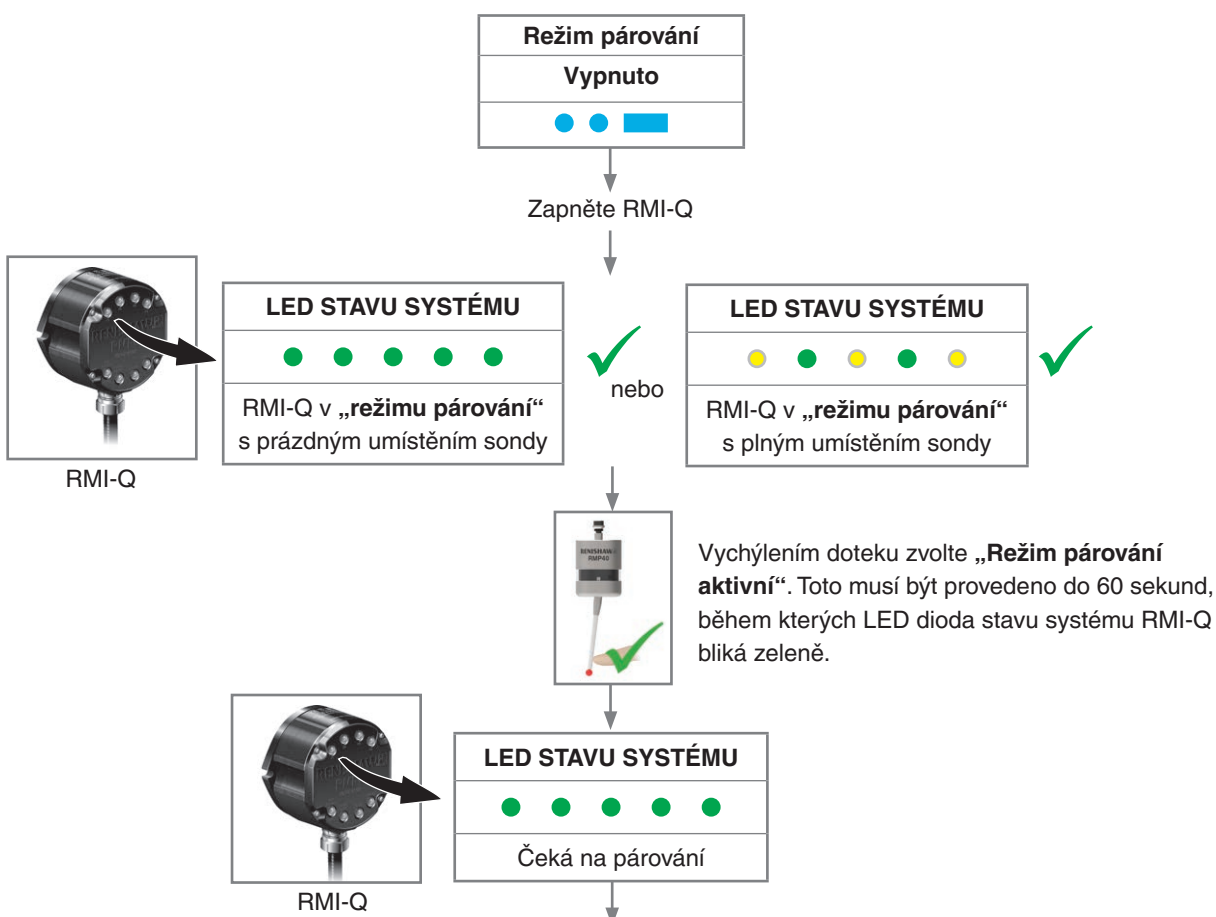 Režim párování
Vypnuto
Zapněte RMI-Q
LED STAVU SYSTÉMU
RMI-Q v „režimu párování“
s prázdným umístěním sondy
RMI-Q
nebo
LED STAVU SYSTÉMU
RMI-Q v „režimu párování“
s plným umístěním sondy
RENISHAW
RMP40
Vychýlením doteku zvolte „Režim párování
aktivní“. Toto musí být provedeno do 60 sekund,
během kterých LED dioda stavu systému RMI-Q
bliká zeleně.
LED STAVU SYSTÉMU
Čeká na párování
RMI-Q